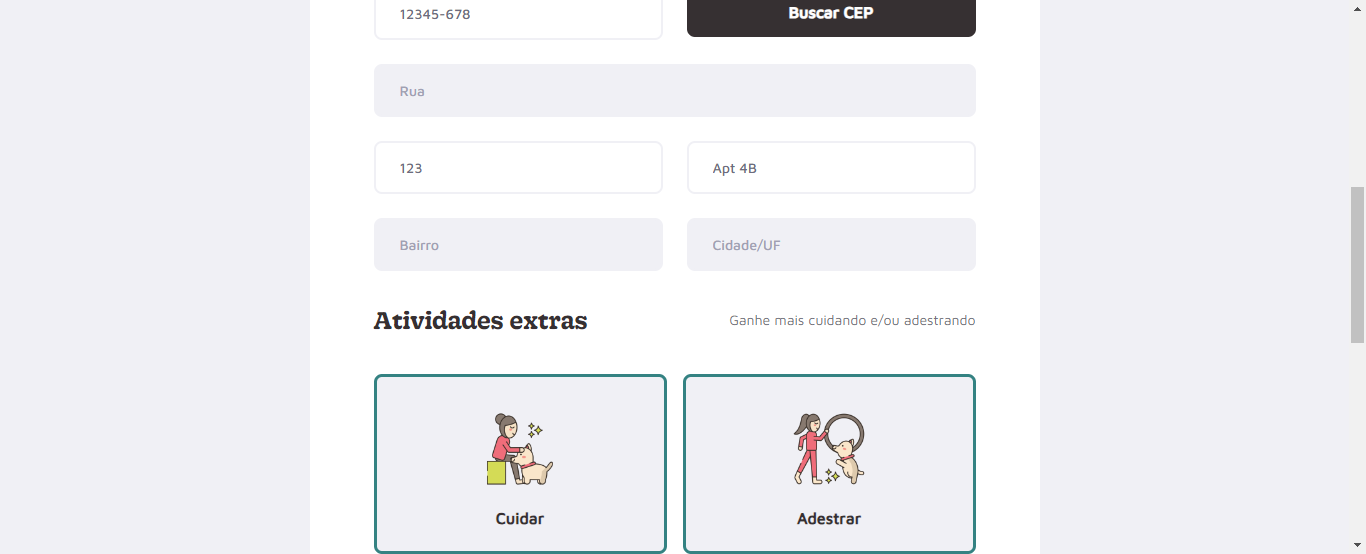 12345-678
Buscar CEP
Rua
123
Apt 4B
Bairro
Cidade/UF
Atividades extras
Ganhe mais cuidando e/ou adestrando
Cuidar
Adestrar